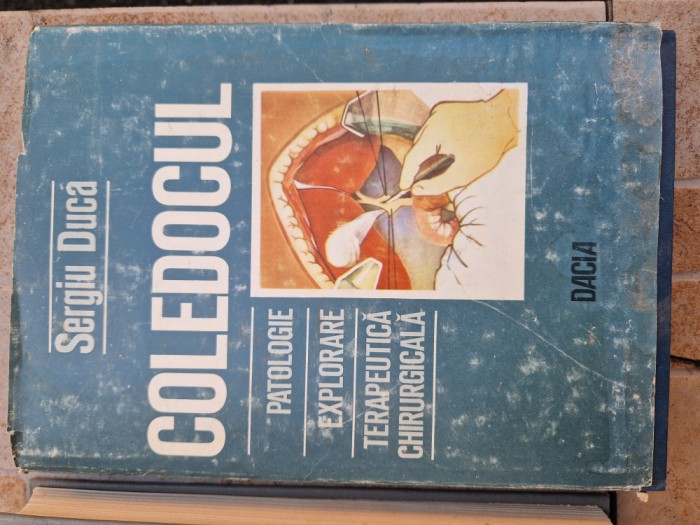 Sergiu Duca
COLEDOCUL
PATOLOGIE
EXPLORARE
TERAPEUTICĂ
CHIRURGICALĂ
DACIA